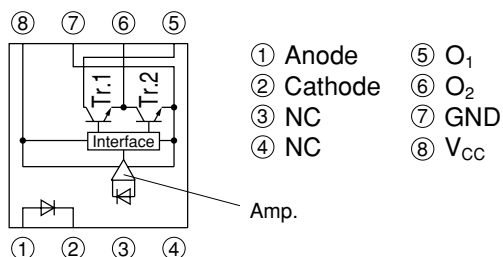 ⑧ ⑦ ⑥ ⑤
Tr.1
Tr.2
Interface
Amp.
① ② ③ ④
① Anode ⑤ O₁
② Cathode ⑥ O₂
③ NC ⑦ GND
④ NC ⑧ V_CC